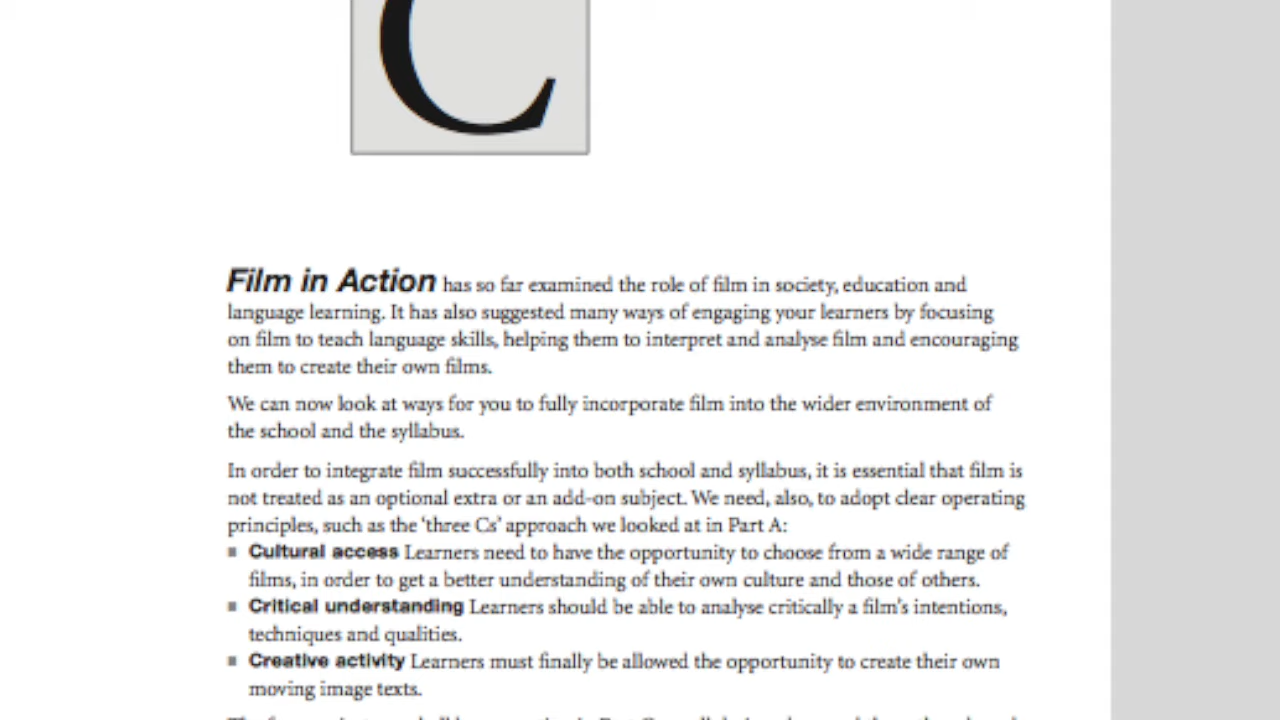 C
Film in Action has so far examined the role of film in society, education and
language learning. It has also suggested many ways of engaging your learners by focusing
on film to teach language skills, helping them to interpret and analyse film and encouraging
them to create their own films.
We can now look at ways for you to fully incorporate film into the wider environment of
the school and the syllabus.
In order to integrate film successfully into both school and syllabus, it is essential that film is
not treated as an optional extra or an add-on subject. We need, also, to adopt clear operating
principles, such as the ‘three Cs’ approach we looked at in Part A:
■ Cultural access Learners need to have the opportunity to choose from a wide range of
films, in order to get a better understanding of their own culture and those of others.
■ Critical understanding Learners should be able to analyse critically a film's intentions,
techniques and qualities.
■ Creative activity Learners must finally be allowed the opportunity to create their own
moving image texts.